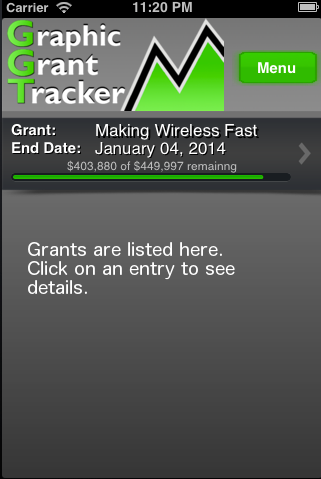 Carrier 11:20 PM
Graphic
Grant
Tracker
Menu
Grant: Making Wireless Fast
End Date: January 04, 2014
$403,880 of $449,997 remainng
Grants are listed here.
Click on an entry to see
details.